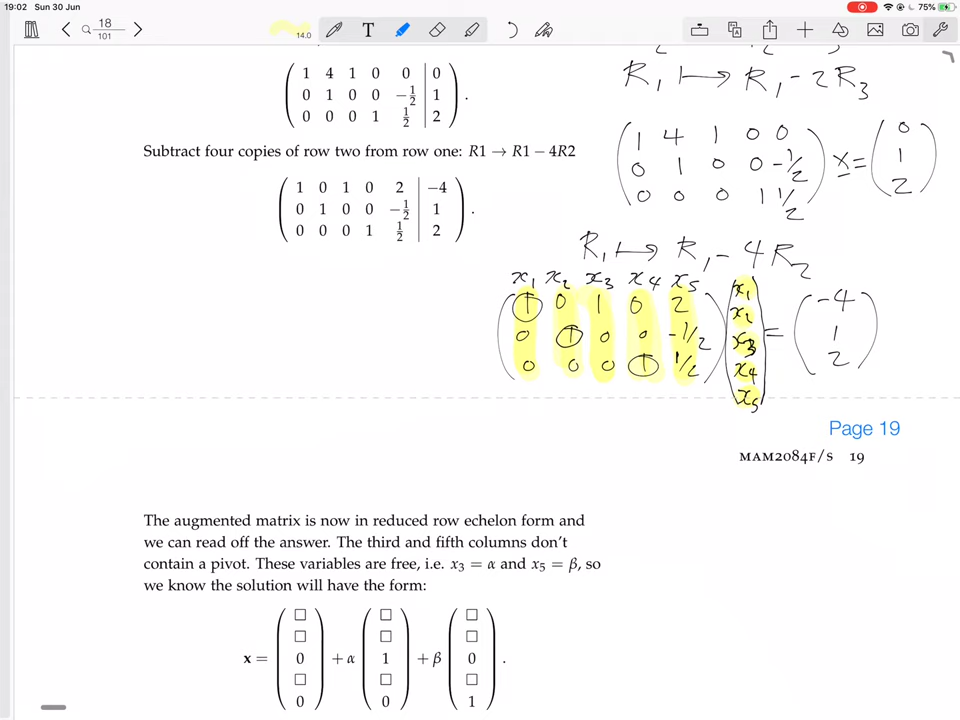 19:02 Sun 30 Jun
75%
18
101
14.0
T
1 4 1 0 0 | 0
0 1 0 0 −1/2 | 1
0 0 0 1 1/2 | 2 .
Subtract four copies of row two from row one: R1 → R1 − 4R2
1 0 1 0 2 | −4
0 1 0 0 −1/2 | 1
0 0 0 1 1/2 | 2 .
R₁ ↦ R₁ - 2R₃
1 4 1 0 0
0 1 0 0 -1/2
0 0 0 1 1/2
x =
0
1
2
R₁ ↦ R₁ - 4R₂
x₁ x₂ x₃ x₄ x₅
1 0 1 0 2
0 1 0 0 -1/2
0 0 0 1 1/2
x₁
x₂
x₃
x₄
x₅
=
-4
1
2
Page 19
MAM2084F/S 19
The augmented matrix is now in reduced row echelon form and
we can read off the answer. The third and fifth columns don't
contain a pivot. These variables are free, i.e. x₃ = α and x₅ = β, so
we know the solution will have the form:
□ □ □
□ □ □
x = 0 + α 1 + β 0 .
□ □ □
0 0 1